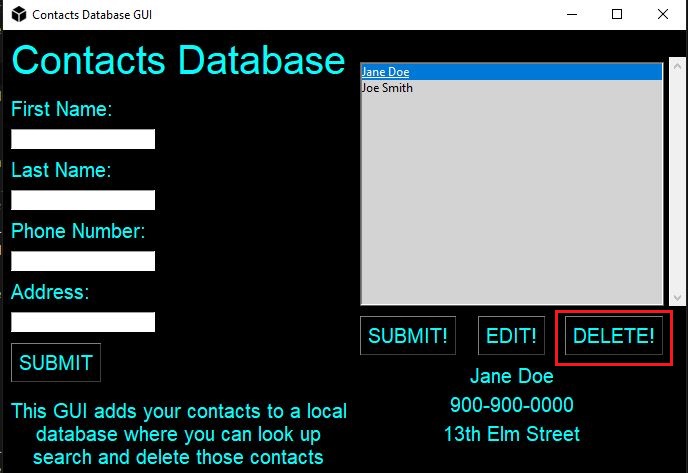 Contacts Database GUI
Contacts Database
First Name:
Last Name:
Phone Number:
Address:
SUBMIT
This GUI adds your contacts to a local
database where you can look up
search and delete those contacts
Jane Doe
Joe Smith
SUBMIT! EDIT! DELETE!
Jane Doe
900-900-0000
13th Elm Street